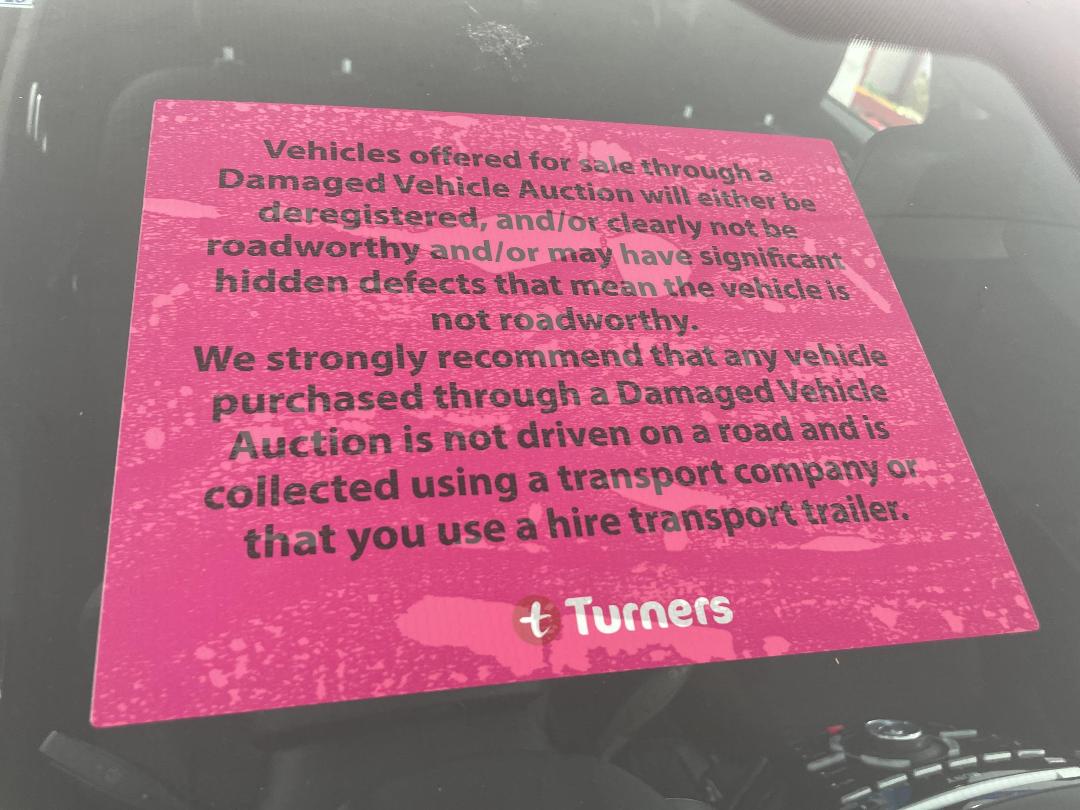 Vehicles offered for sale through a
Damaged Vehicle Auction will either be
deregistered, and/or clearly not be
roadworthy and/or may have significant
hidden defects that mean the vehicle is
not roadworthy.
We strongly recommend that any vehicle
purchased through a Damaged Vehicle
Auction is not driven on a road and is
collected using a transport company or
that you use a hire transport trailer.
t Turners